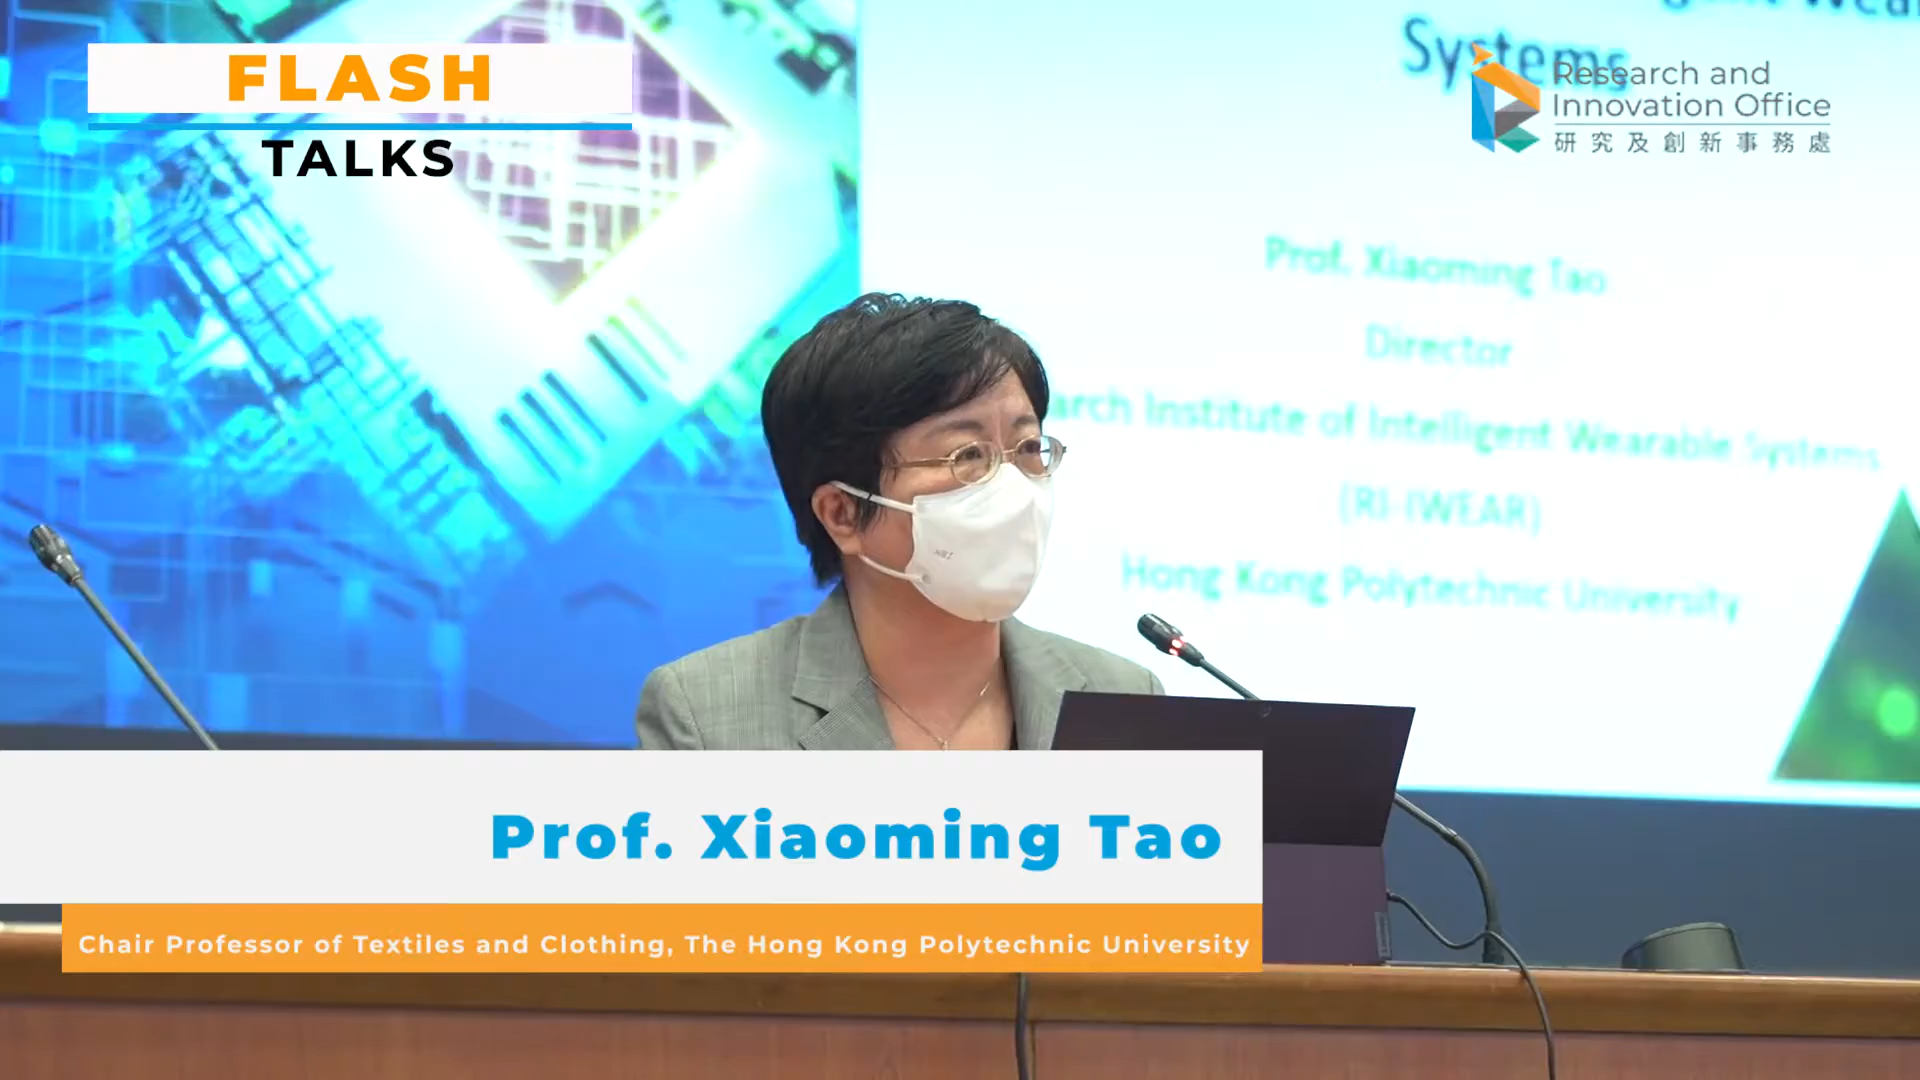 FLASH
TALKS
Systems
Research and
Innovation Office
研究及創新事務處
Prof. Xiaoming Tao
Director
Institute of Intelligent Wearable Systems
(RI-IWEAR)
Hong Kong Polytechnic University
Prof. Xiaoming Tao
Chair Professor of Textiles and Clothing, The Hong Kong Polytechnic University